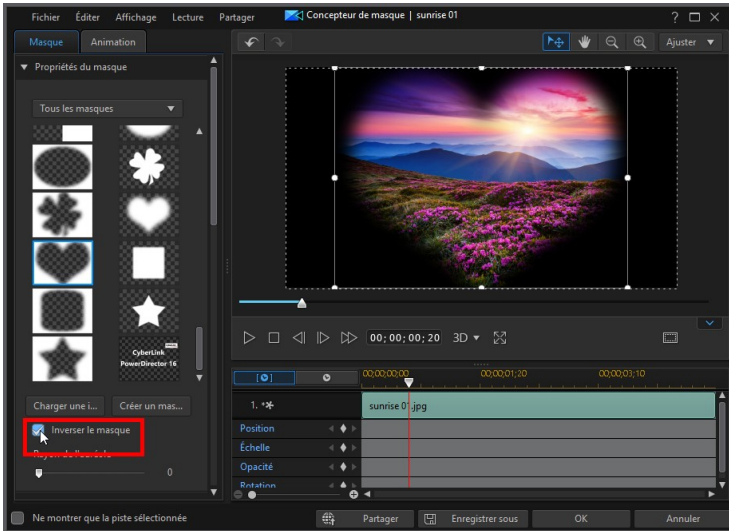 Fichier Éditer Affichage Lecture Partager Concepteur de masque | sunrise 01 ?
Masque Animation Ajuster
Propriétés du masque
Tous les masques
CyberLink
PowerDirector 16
00;00;00;20 3D
00;00;00;00 00;00;01;20 00;00;03;10
Charger une i... Créer un mas...
1. sunrise 01.jpg
Inverser le masque
Position
Échelle
0
Opacité
Rotation
Ne montrer que la piste sélectionnée Partager Enregistrer sous OK Annuler